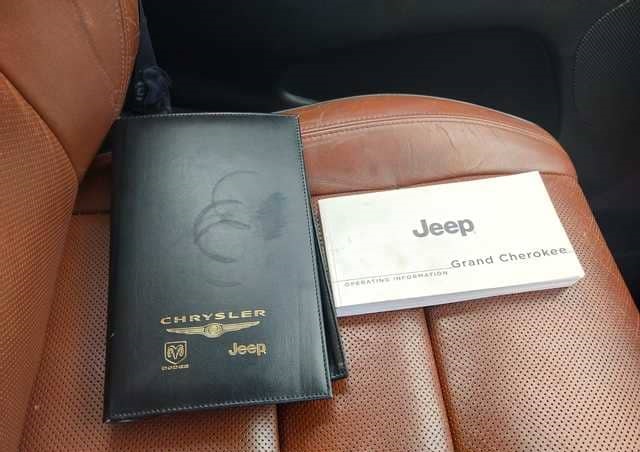 CHRYSLER
DODGE
Jeep
Jeep
Grand Cherokee
OPERATING INFORMATION